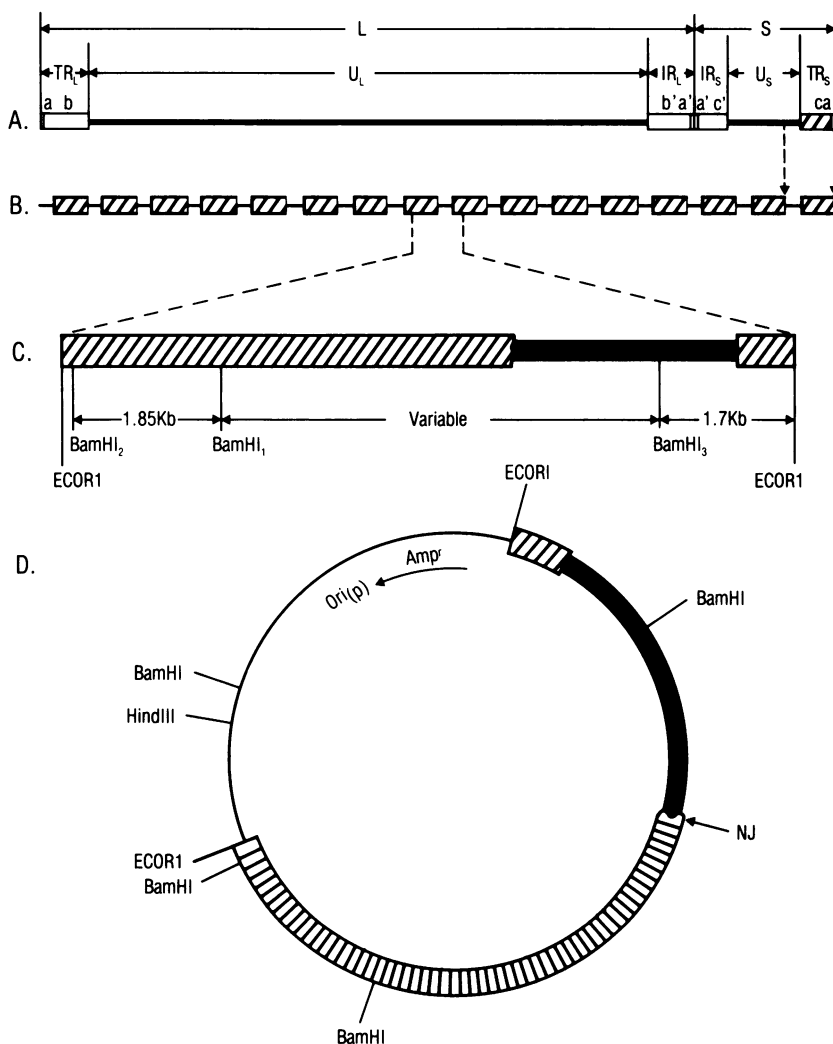 L S
TR_L U_L IR_L IR_S U_S TR_S
a b b' a' a' c' ca
A.
B.
C.
1.85Kb Variable 1.7Kb
BamHI₂ BamHI₁ BamHI₃
ECOR1 ECOR1
D.
ECORI
Ampʳ
Ori(p)
BamHI
BamHI
HindIII
NJ
ECOR1
BamHI
BamHI